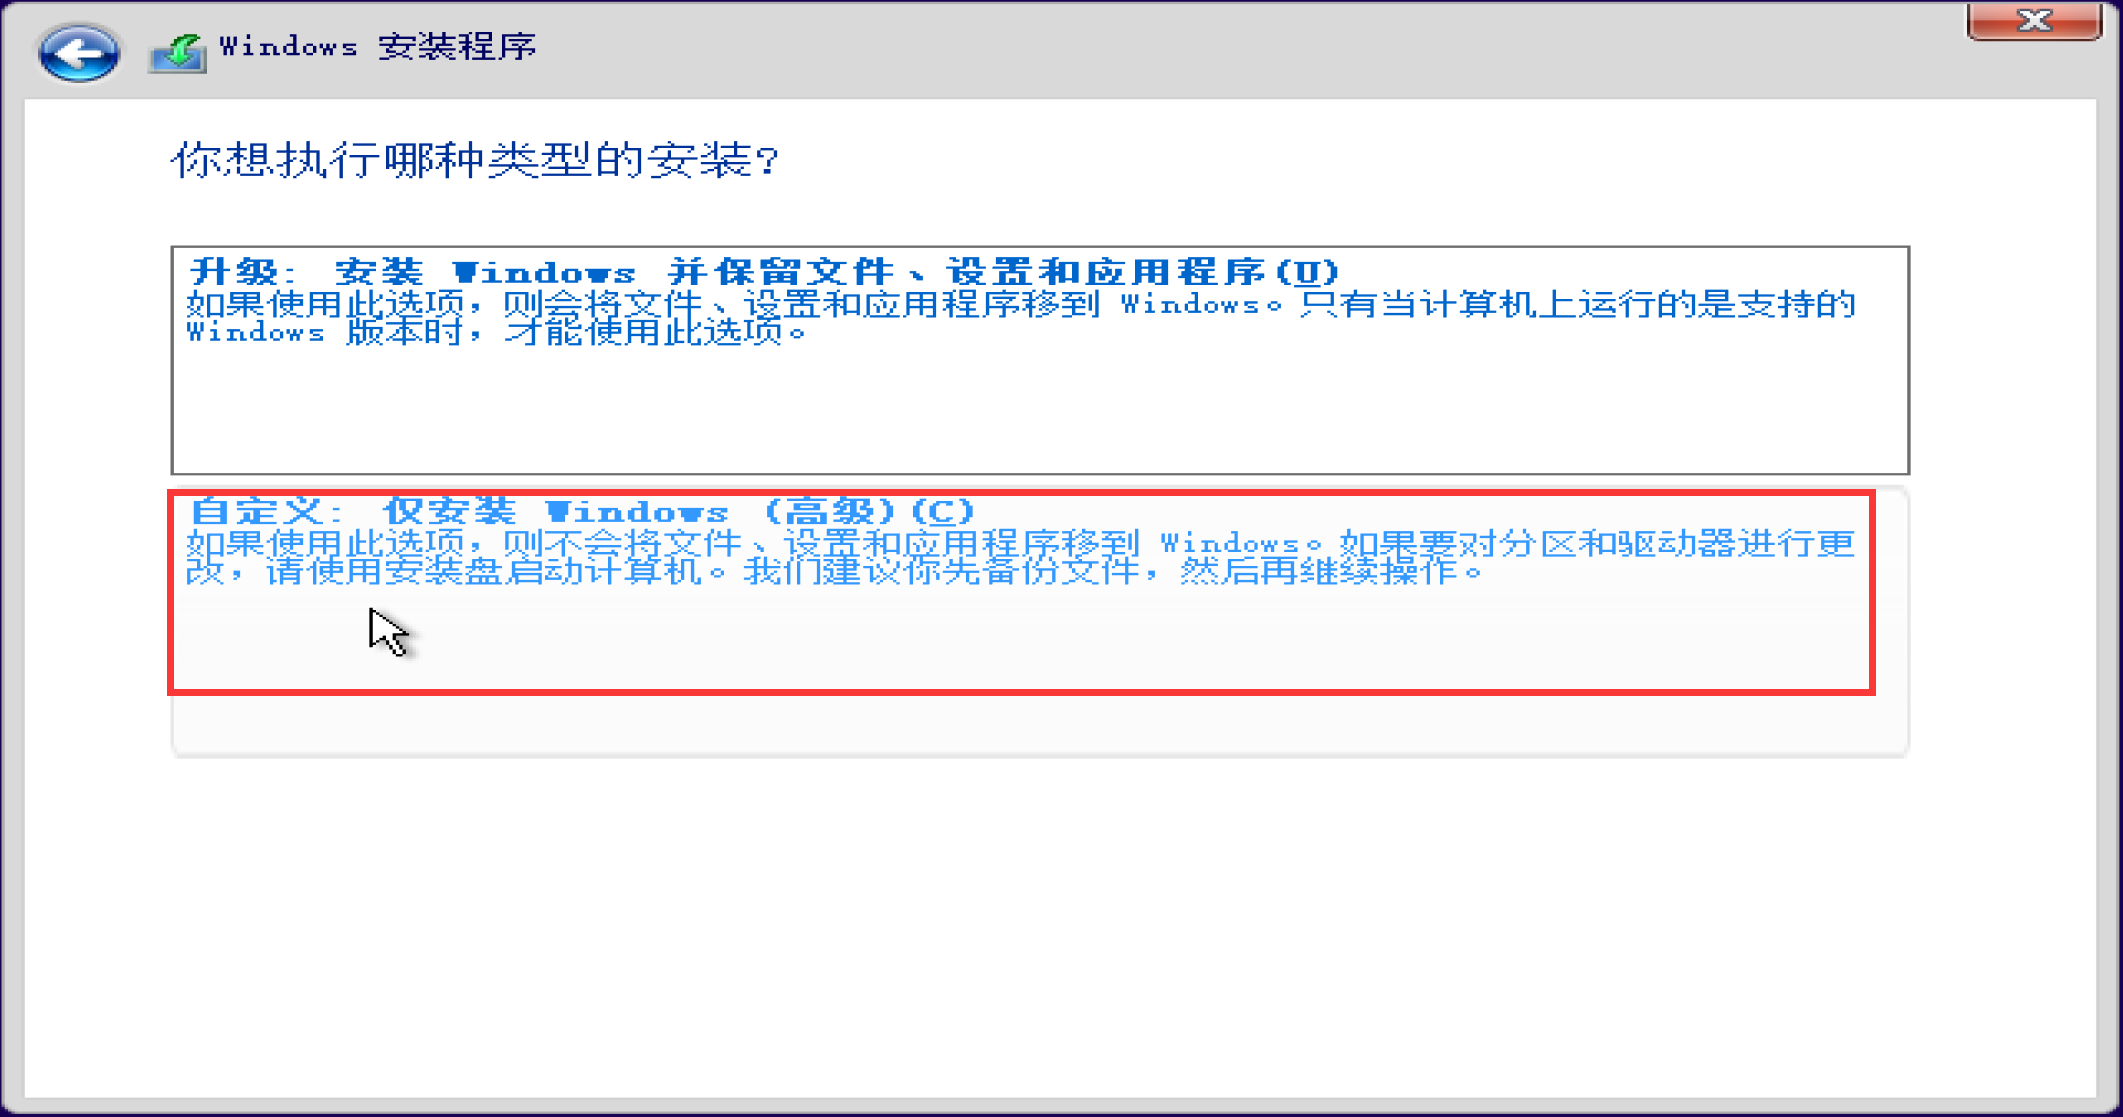 Windows 安装程序
你想执行哪种类型的安装?
升级: 安装 Windows 并保留文件、设置和应用程序(U)
如果使用此选项，则会将文件、设置和应用程序移到 Windows。只有当计算机上运行的是支持的
Windows 版本时，才能使用此选项。
自定义: 仅安装 Windows (高级)(C)
如果使用此选项，则不会将文件、设置和应用程序移到 Windows。如果要对分区和驱动器进行更
改，请使用安装盘启动计算机。我们建议你先备份文件，然后再继续操作。